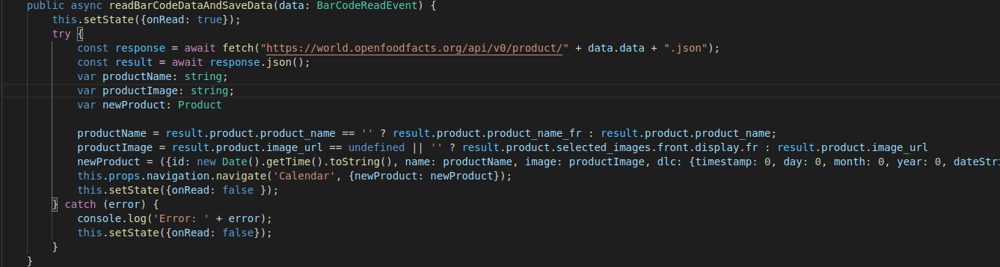 public async readBarCodeDataAndSaveData(data: BarCodeReadEvent) {
this.setState({onRead: true});
try {
const response = await fetch("https://world.openfoodfacts.org/api/v0/product/" + data.data + ".json");
const result = await response.json();
var productName: string;
var productImage: string;
var newProduct: Product
productName = result.product.product_name == '' ? result.product.product_name_fr : result.product.product_name;
productImage = result.product.image_url == undefined || '' ? result.product.selected_images.front.display.fr : result.product.image_url
newProduct = ({id: new Date().getTime().toString(), name: productName, image: productImage, dlc: {timestamp: 0, day: 0, month: 0, year: 0, dateStri
this.props.navigation.navigate('Calendar', {newProduct: newProduct});
this.setState({onRead: false });
} catch (error) {
console.log('Error: ' + error);
this.setState({onRead: false});
}
}